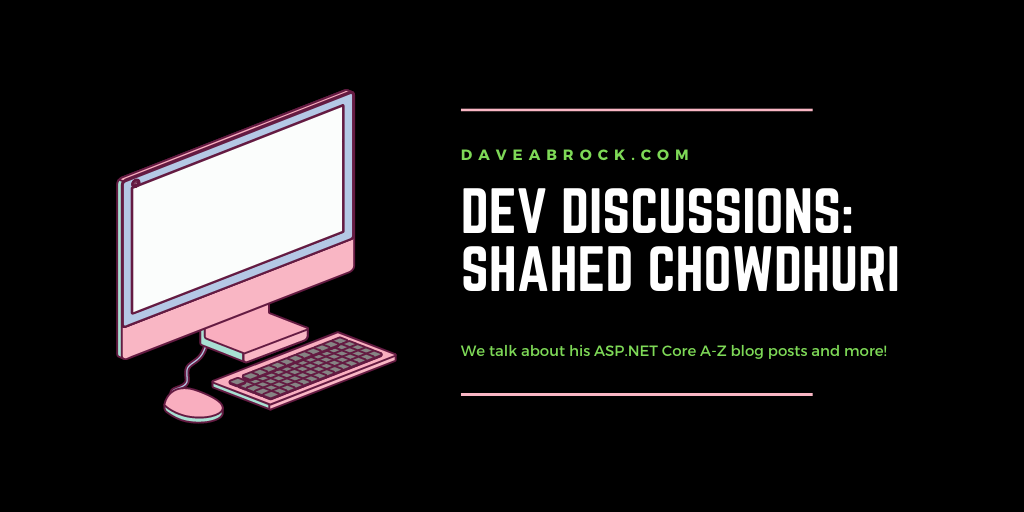 DAVEABROCK.COM
DEV DISCUSSIONS:
SHAHED CHOWDHURI
We talk about his ASP.NET Core A-Z blog posts and more!